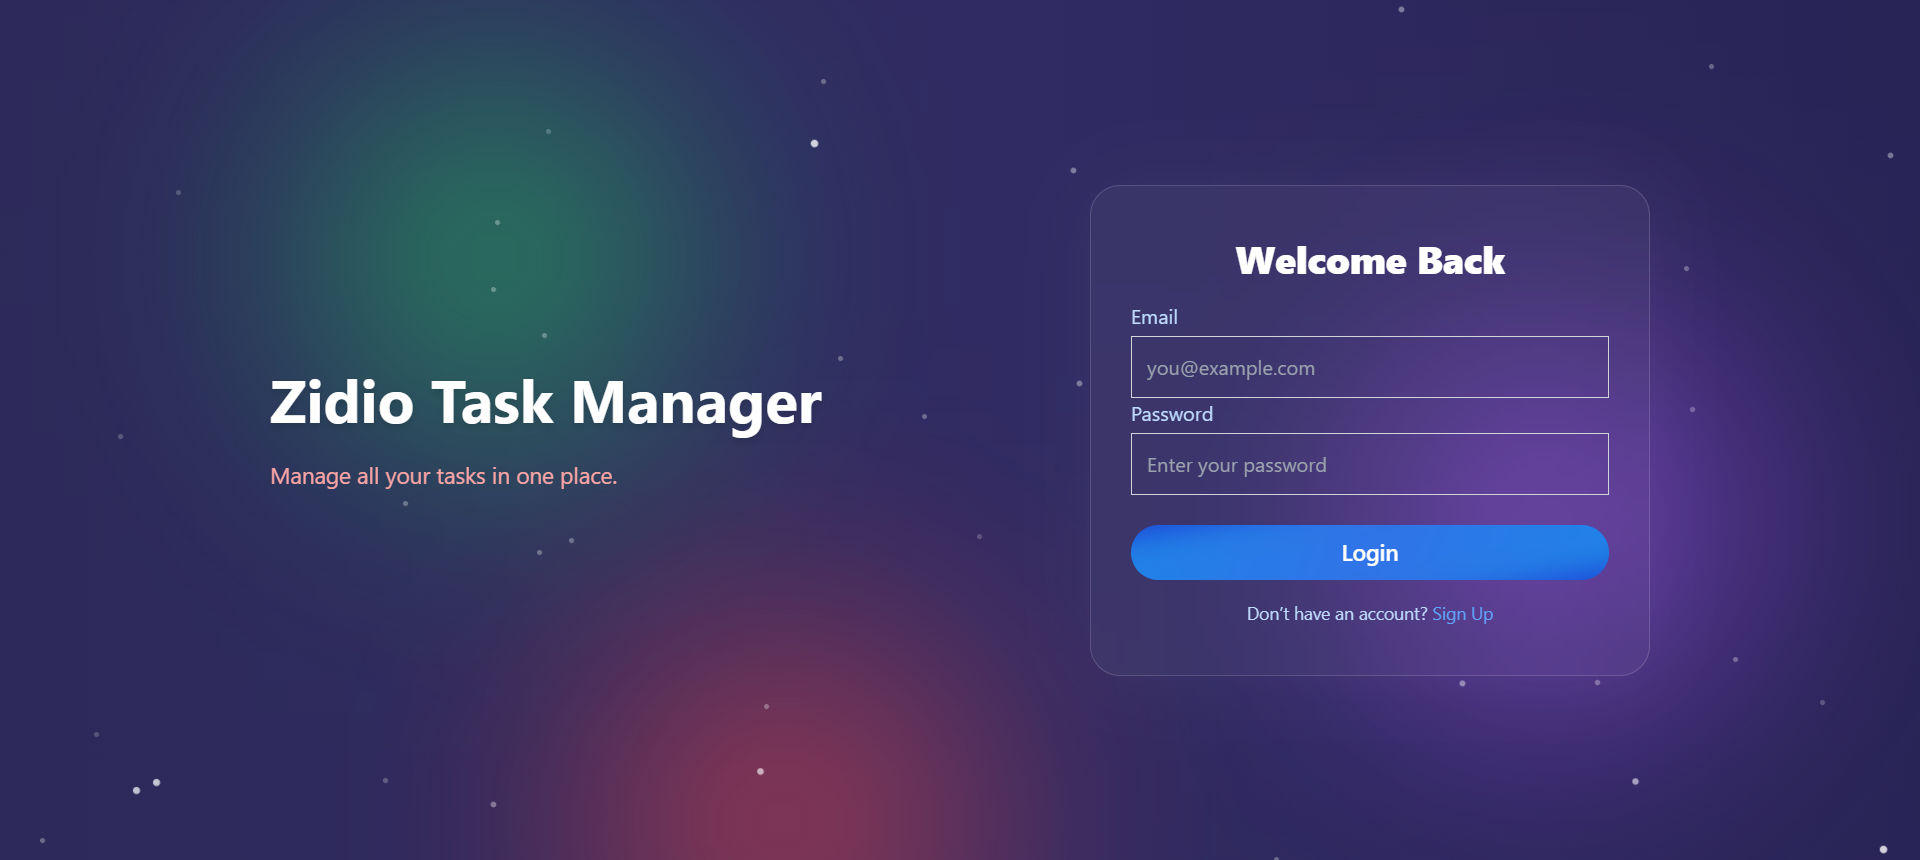 Zidio Task Manager
Manage all your tasks in one place.
Welcome Back
Email
you@example.com
Password
Enter your password
Login
Don’t have an account? Sign Up